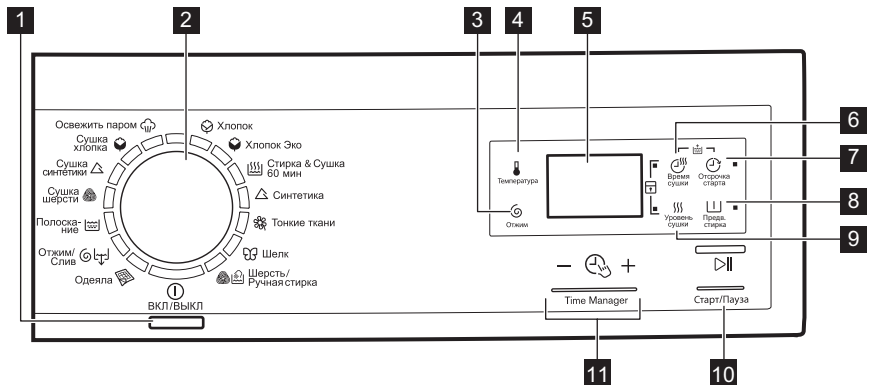 1
2
3
4
5
6
7
8
9
10
11
Освежить паром
Сушка
хлопка
Сушка
синтетики
Сушка
шерсти
Полоска-
ние
Отжим/
Слив
Одеяла
Хлопок
Хлопок Эко
Стирка & Сушка
60 мин
Синтетика
Тонкие ткани
Шелк
Шерсть/
Ручная стирка
ВКЛ/ВЫКЛ
Температура
Отжим
Время
сушки
Отсрочка
старта
Уровень
сушки
Предв.
стирка
Time Manager
Старт/Пауза